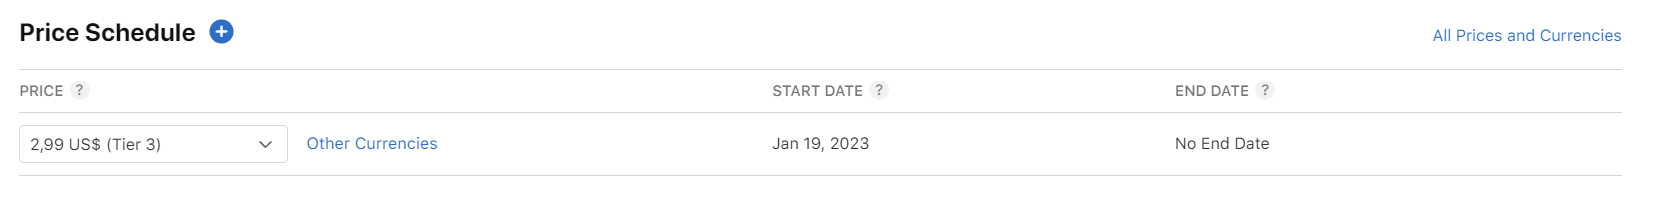 Price Schedule +
All Prices and Currencies
PRICE ? START DATE ? END DATE ?
2,99 US$ (Tier 3) Other Currencies Jan 19, 2023 No End Date